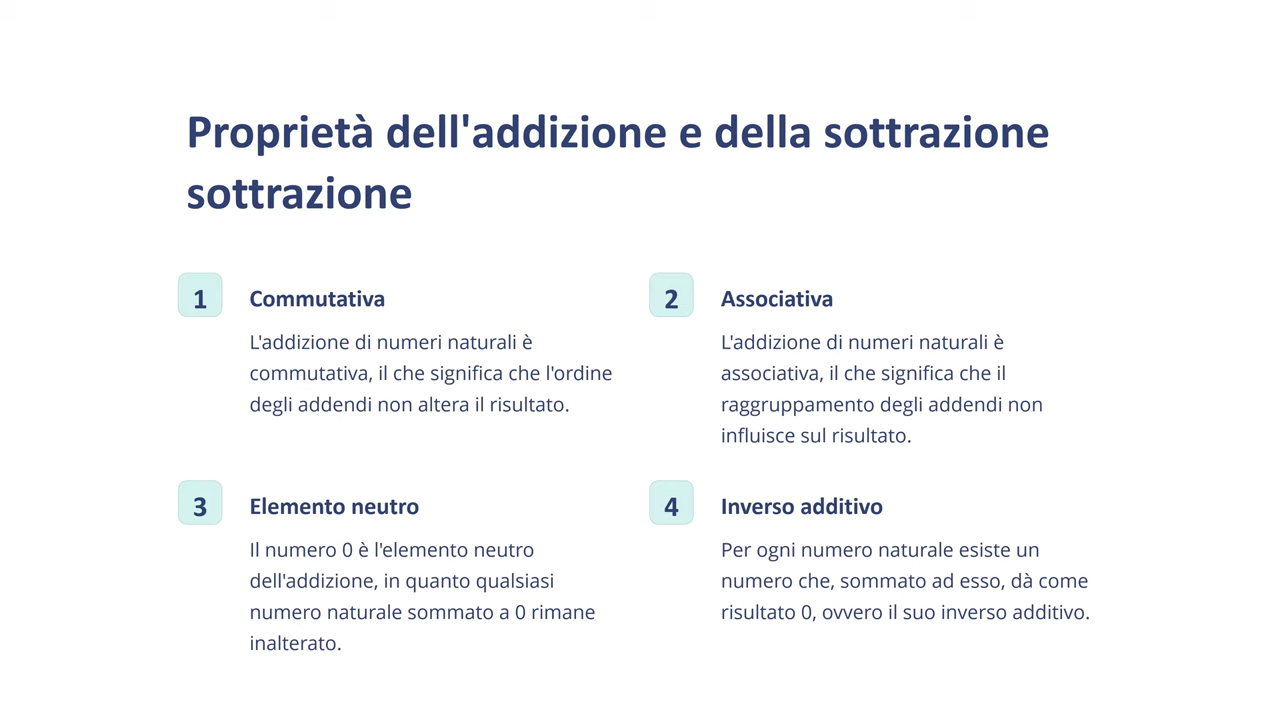 Proprietà dell'addizione e della sottrazione
sottrazione
1
Commutativa
L'addizione di numeri naturali è
commutativa, il che significa che l'ordine
degli addendi non altera il risultato.
2
Associativa
L'addizione di numeri naturali è
associativa, il che significa che il
raggruppamento degli addendi non
influisce sul risultato.
3
Elemento neutro
Il numero 0 è l'elemento neutro
dell'addizione, in quanto qualsiasi
numero naturale sommato a 0 rimane
inalterato.
4
Inverso additivo
Per ogni numero naturale esiste un
numero che, sommato ad esso, dà come
risultato 0, ovvero il suo inverso additivo.